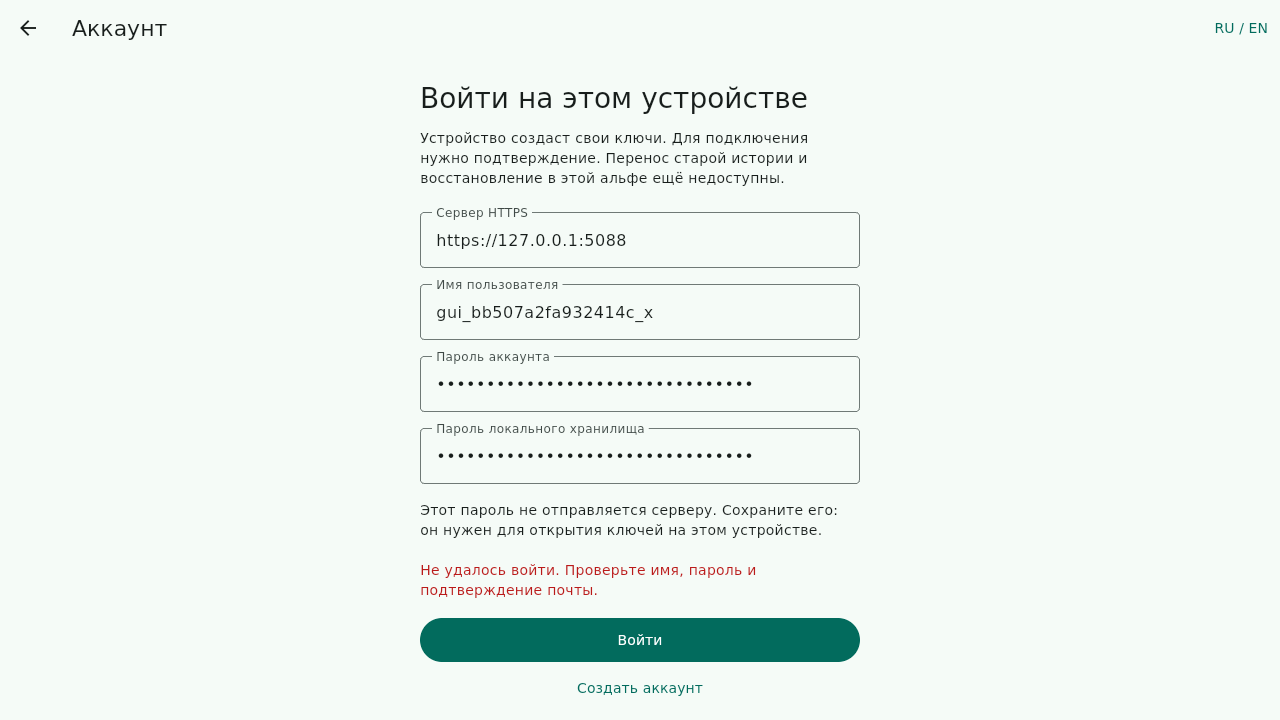 Аккаунт
RU / EN
Войти на этом устройстве
Устройство создаст свои ключи. Для подключения
нужно подтверждение. Перенос старой истории и
восстановление в этой альфе ещё недоступны.
Сервер HTTPS
https://127.0.0.1:5088
Имя пользователя
gui_bb507a2fa932414c_x
Пароль аккаунта
••••••••••••••••••••••••••••••••
Пароль локального хранилища
••••••••••••••••••••••••••••••••
Этот пароль не отправляется серверу. Сохраните его:
он нужен для открытия ключей на этом устройстве.
Не удалось войти. Проверьте имя, пароль и
подтверждение почты.
Войти
Создать аккаунт